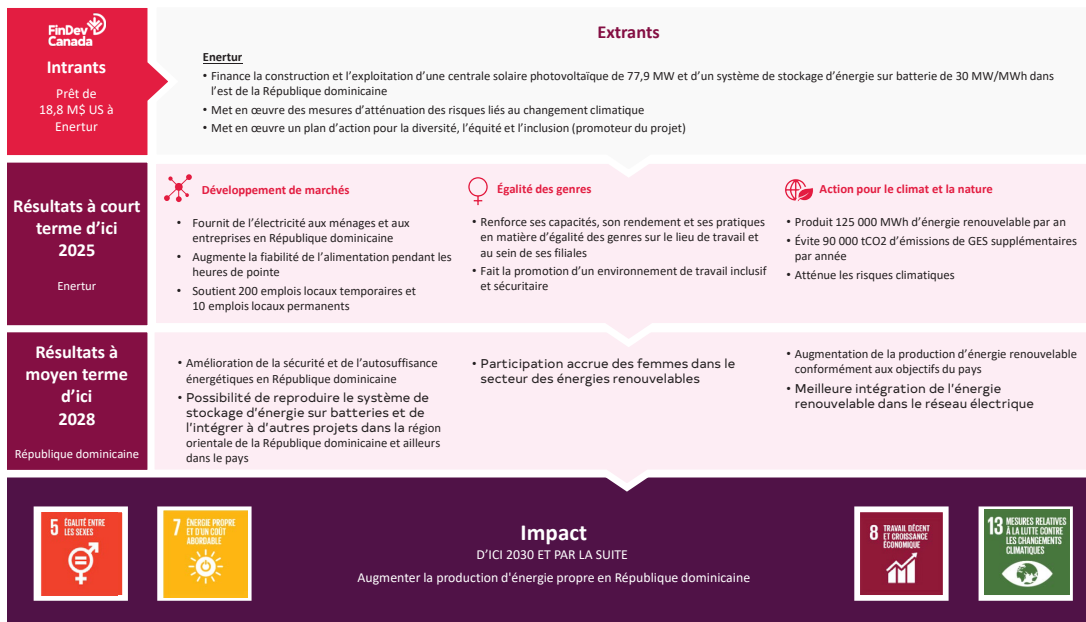 FinDev
Canada
Intrants
Prêt de
18,8 M$ US à
Enertur
Extrants
Enertur
• Finance la construction et l'exploitation d'une centrale solaire photovoltaïque de 77,9 MW et d'un système de stockage d'énergie sur batterie de 30 MW/MWh dans
l'est de la République dominicaine
• Met en œuvre des mesures d'atténuation des risques liés au changement climatique
• Met en œuvre un plan d'action pour la diversité, l'équité et l'inclusion (promoteur du projet)
Résultats à court
terme d'ici
2025
Enertur
Développement de marchés
• Fournit de l'électricité aux ménages et aux
entreprises en République dominicaine
• Augmente la fiabilité de l'alimentation pendant les
heures de pointe
• Soutient 200 emplois locaux temporaires et
10 emplois locaux permanents
Égalité des genres
• Renforce ses capacités, son rendement et ses pratiques
en matière d'égalité des genres sur le lieu de travail et
au sein de ses filiales
• Fait la promotion d'un environnement de travail inclusif
et sécuritaire
Action pour le climat et la nature
• Produit 125 000 MWh d'énergie renouvelable par an
• Évite 90 000 tCO2 d'émissions de GES supplémentaires
par année
• Atténue les risques climatiques
Résultats à
moyen terme
d'ici
2028
République dominicaine
• Amélioration de la sécurité et de l'autosuffisance
énergétiques en République dominicaine
• Possibilité de reproduire le système de
stockage d'énergie sur batteries et de
l'intégrer à d'autres projets dans la région
orientale de la République dominicaine et ailleurs
dans le pays
• Participation accrue des femmes dans le
secteur des énergies renouvelables
• Augmentation de la production d'énergie renouvelable
conformément aux objectifs du pays
• Meilleure intégration de l'énergie
renouvelable dans le réseau électrique
5 ÉGALITÉ ENTRE
LES SEXES
7 ÉNERGIE PROPRE
ET D'UN COÛT
ABORDABLE
Impact
D'ICI 2030 ET PAR LA SUITE
Augmenter la production d'énergie propre en République dominicaine
8 TRAVAIL DÉCENT
ET CROISSANCE
ÉCONOMIQUE
13 MESURES RELATIVES
À LA LUTTE CONTRE
LES CHANGEMENTS
CLIMATIQUES